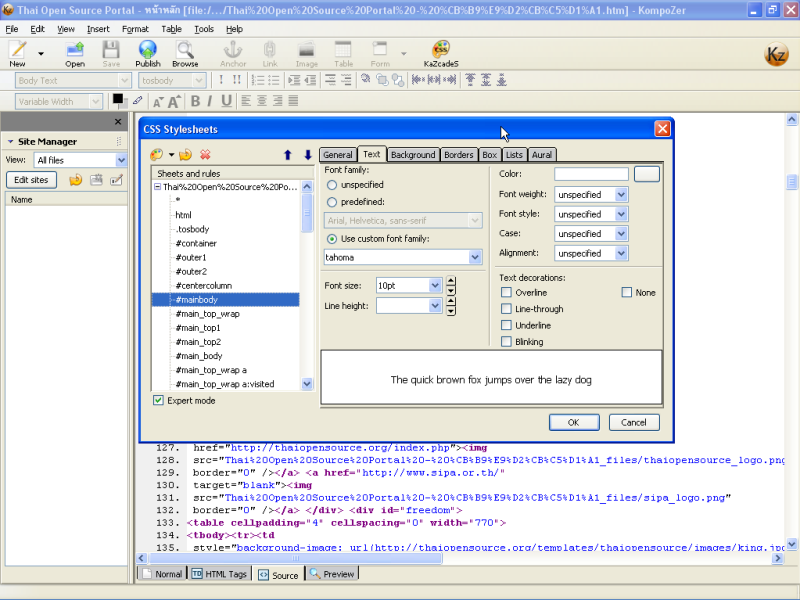 Thai Open Source Portal - หน้าหลัก [file:/.../Thai%20Open%20Source%20Portal%20-%20%CB%B9%E9%D2%CB%C5%D1%A1.htm] - KompoZer
File Edit View Insert Format Table Tools Help
New Open Save Publish Browse Anchor Link Image Table Form KaZcadeS
Kz
Body Text tosbody
Variable Width
Site Manager
View: All files
Edit sites
Name
CSS Stylesheets
Sheets and rules
Thai%20Open%20Source%20Po...
*
html
.tosbody
#container
#outer1
#outer2
#centercolumn
#mainbody
#main_top_wrap
#main_top1
#main_top2
#main_body
#main_top_wrap a
#main_top_wrap a:visited
Expert mode
General Text Background Borders Box Lists Aural
Font family:
unspecified
predefined:
Arial, Helvetica, sans-serif
Use custom font family:
tahoma
Font size: 10pt
Line height:
Color:
Font weight: unspecified
Font style: unspecified
Case: unspecified
Alignment: unspecified
Text decorations:
Overline None
Line-through
Underline
Blinking
The quick brown fox jumps over the lazy dog
OK Cancel
127. href="http://thaiopensource.org/index.php"><img
128. src="Thai%20Open%20Source%20Portal%20-%20%CB%B9%E9%D2%CB%C5%D1%A1_files/thaiopensource_logo.png
129. border="0" /></a> <a href="http://www.sipa.or.th/"
130. target="blank"><img
131. src="Thai%20Open%20Source%20Portal%20-%20%CB%B9%E9%D2%CB%C5%D1%A1_files/sipa_logo.png"
132. border="0" /></a> </div> <div id="freedom">
133. <table cellpadding="4" cellspacing="0" width="770">
134. <tbody><tr><td
135. style="background-image: url(http://thaiopensource.org/templates/thaiopensource/images/king.jpg
Normal HTML Tags Source Preview